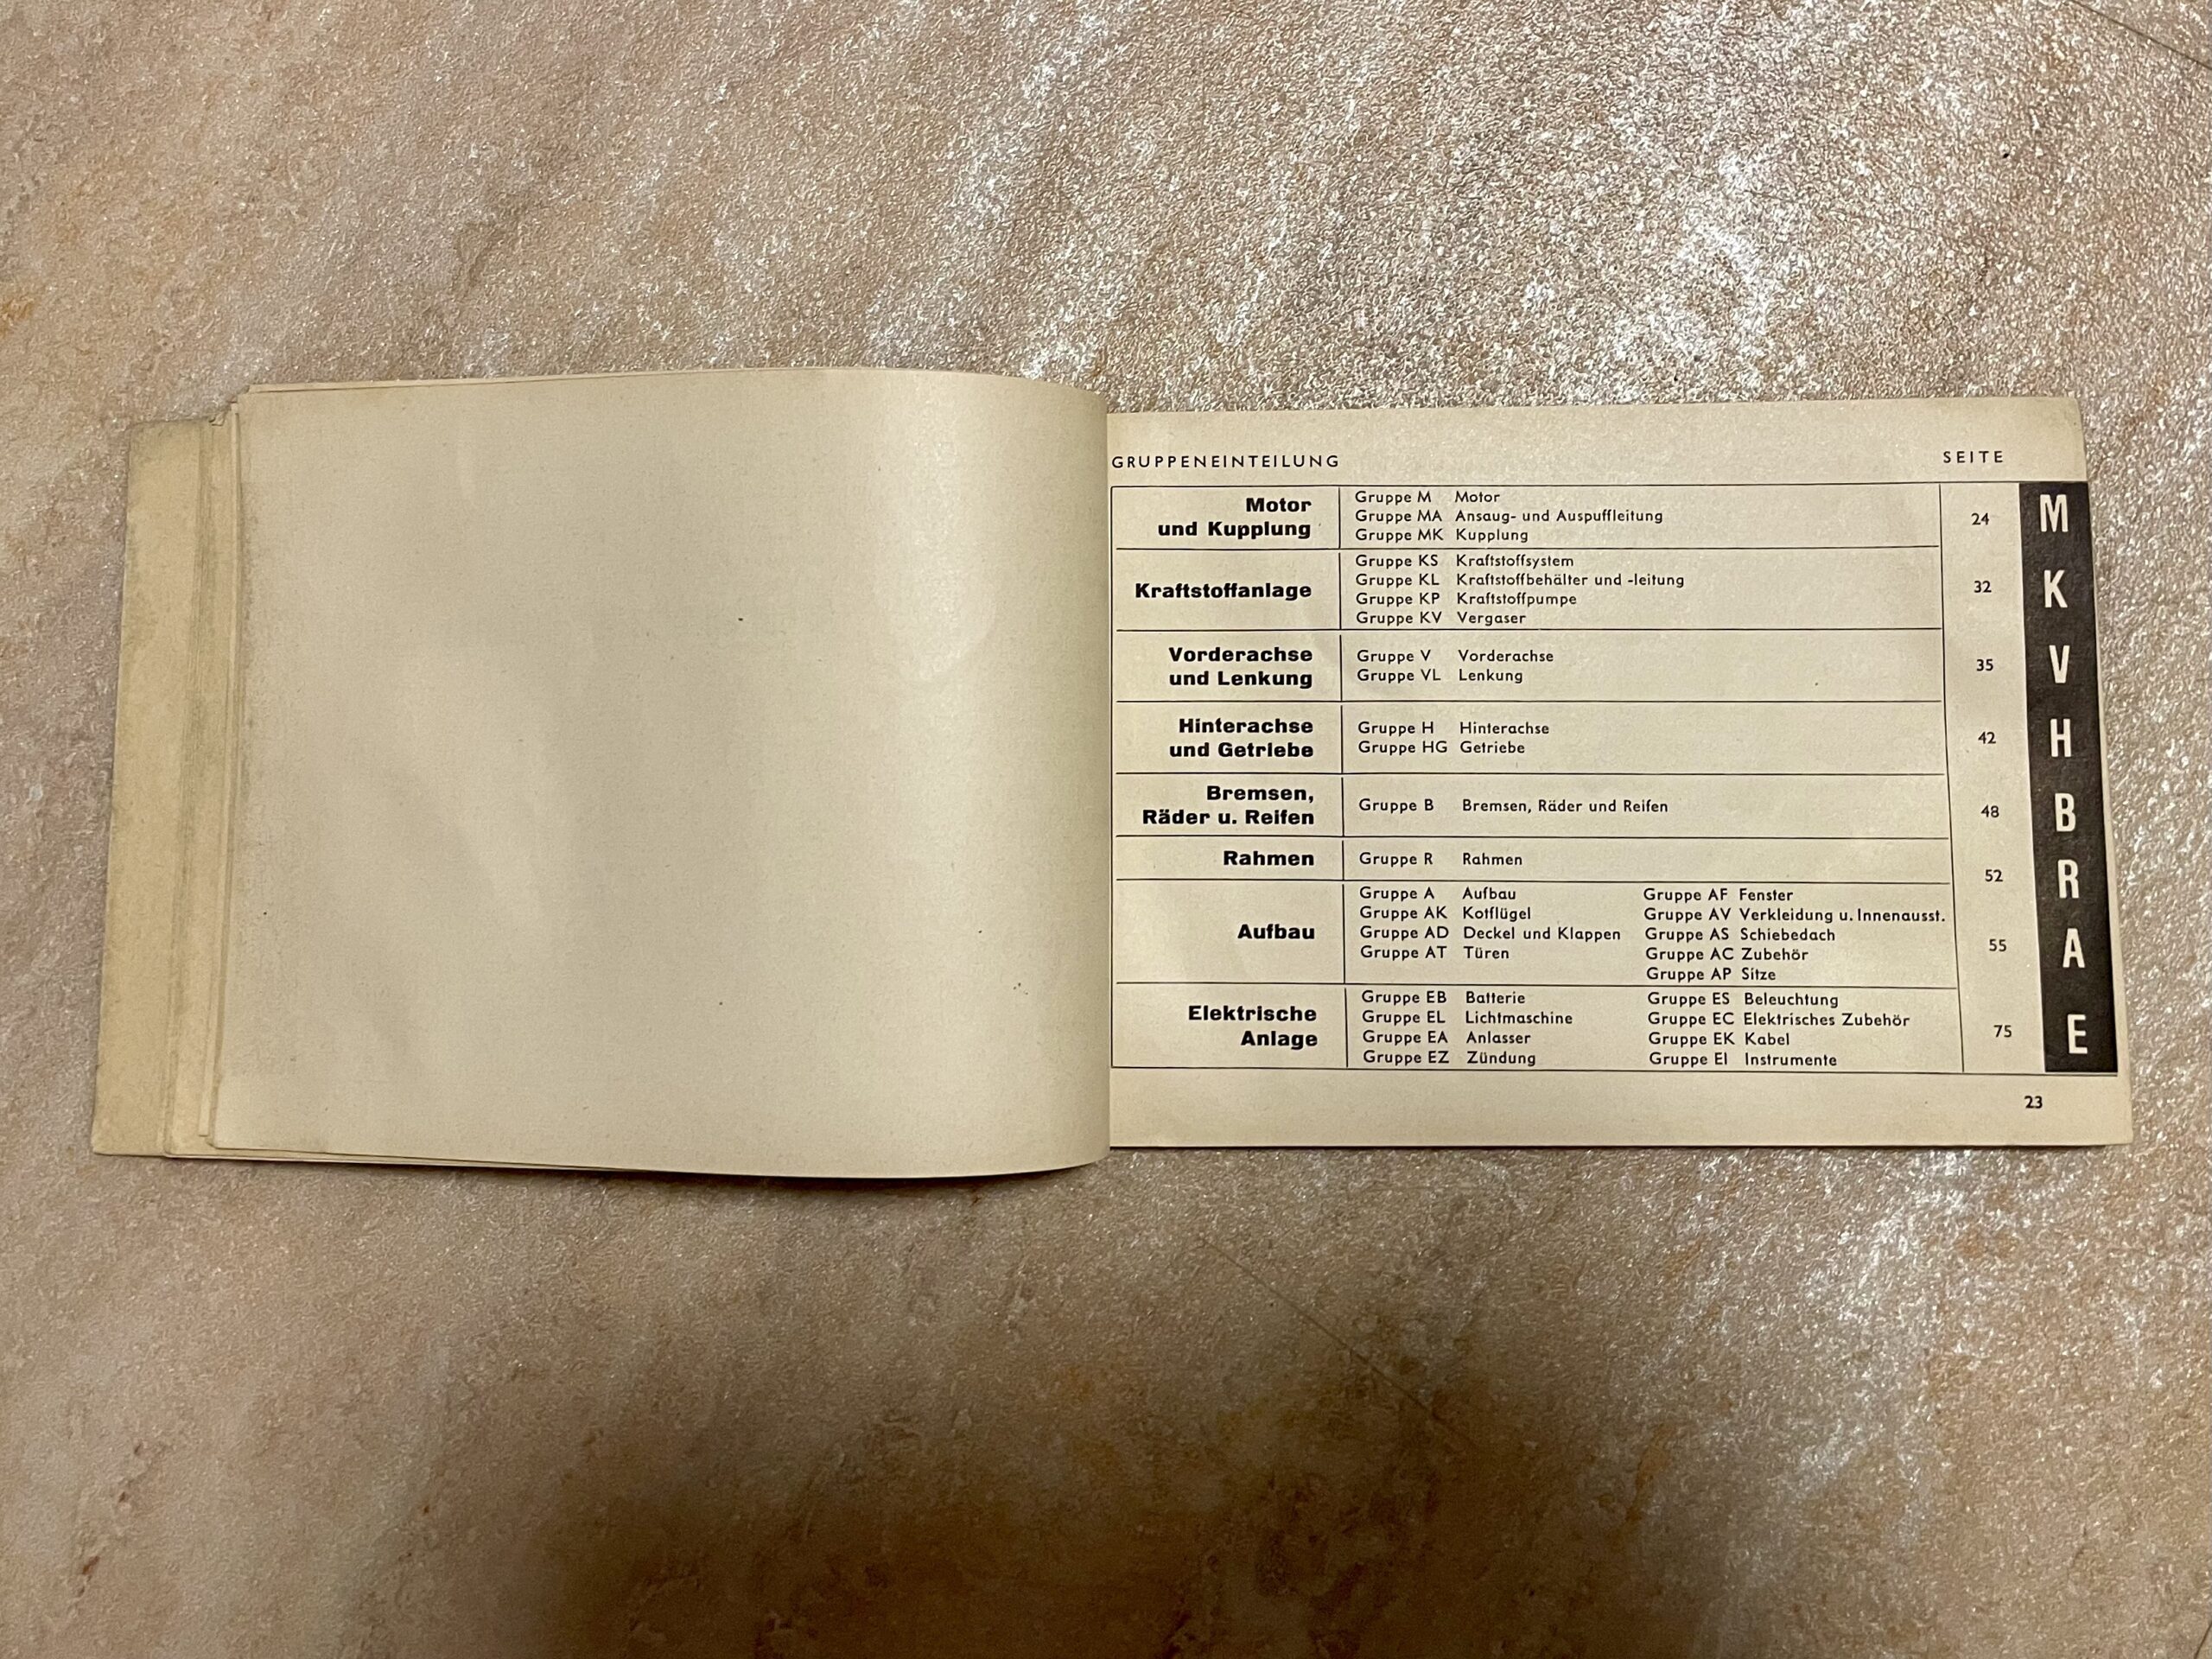 GRUPPENEINTEILUNG SEITE
Motor
und Kupplung
Gruppe M Motor
Gruppe MA Ansaug- und Auspuffleitung
Gruppe MK Kupplung
24
M
Kraftstoffanlage
Gruppe KS Kraftstoffsystem
Gruppe KL Kraftstoffbehälter und -leitung
Gruppe KP Kraftstoffpumpe
Gruppe KV Vergaser
32
K
Vorderachse
und Lenkung
Gruppe V Vorderachse
Gruppe VL Lenkung
35
V
Hinterachse
und Getriebe
Gruppe H Hinterachse
Gruppe HG Getriebe
42
H
Bremsen,
Räder u. Reifen
Gruppe B Bremsen, Räder und Reifen
48
B
Rahmen
Gruppe R Rahmen
52
R
Aufbau
Gruppe A Aufbau
Gruppe AK Kotflügel
Gruppe AD Deckel und Klappen
Gruppe AT Türen
Gruppe AF Fenster
Gruppe AV Verkleidung u. Innenausst.
Gruppe AS Schiebedach
Gruppe AC Zubehör
Gruppe AP Sitze
55
A
Elektrische
Anlage
Gruppe EB Batterie
Gruppe EL Lichtmaschine
Gruppe EA Anlasser
Gruppe EZ Zündung
Gruppe ES Beleuchtung
Gruppe EC Elektrisches Zubehör
Gruppe EK Kabel
Gruppe EI Instrumente
75
E
23